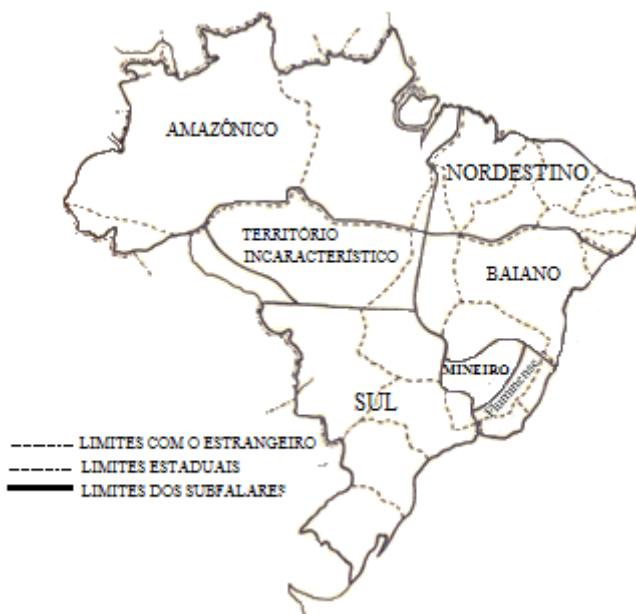 AMAZÔNICO
NORDESTINO
TERRITÓRIO
INCARACTERÍSTICO
BAIANO
MINEIRO
Fluminense
SUL
LIMITES COM O ESTRANGEIRO
LIMITES ESTADUAIS
LIMITES DOS SUBFALARES